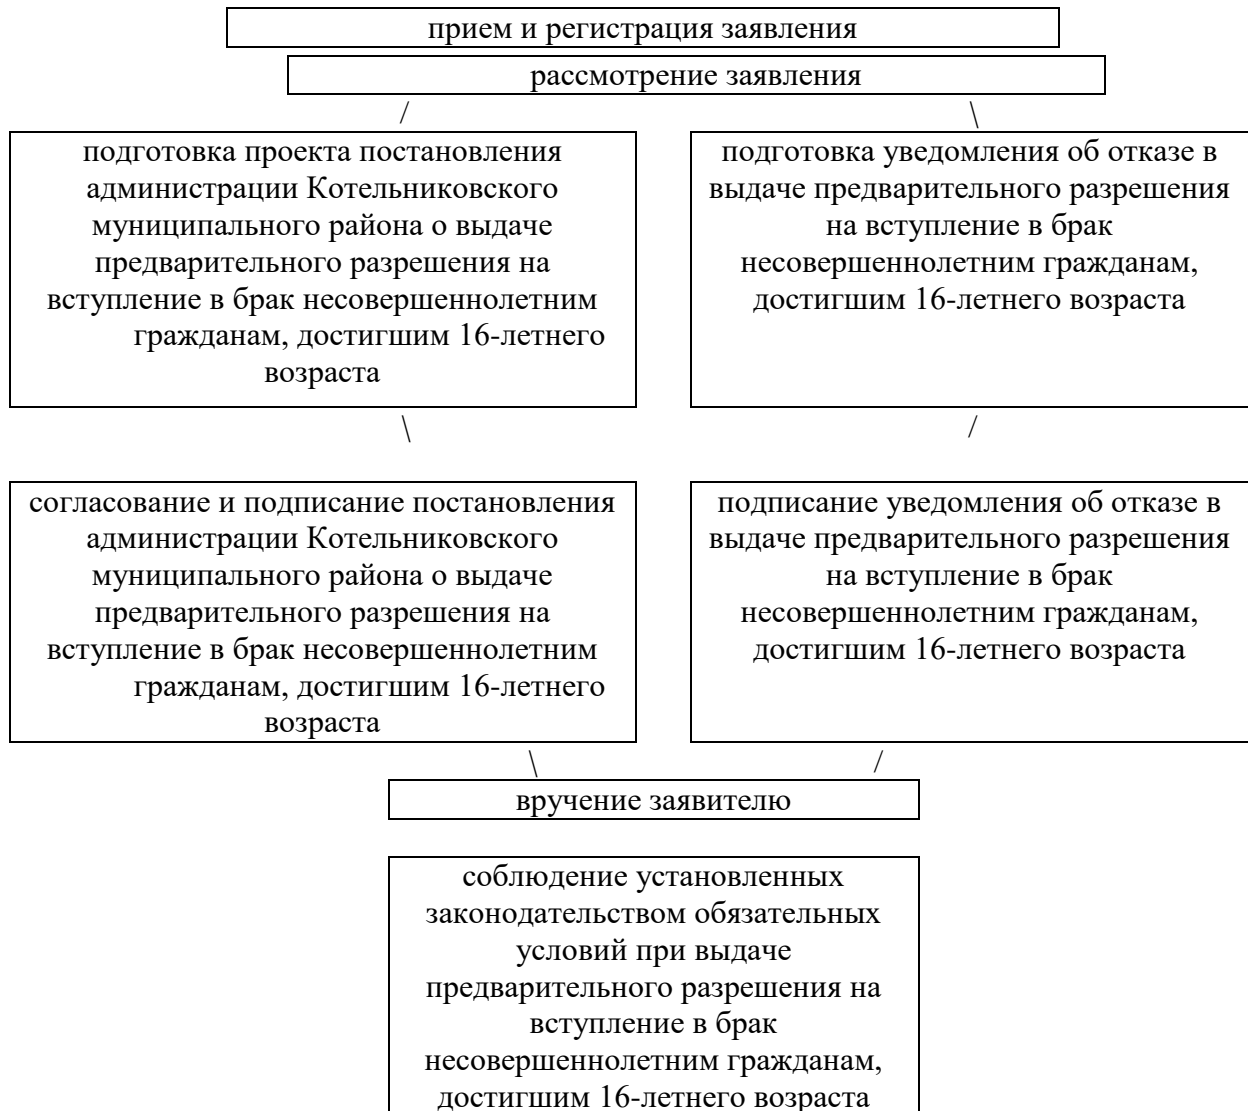 прием и регистрация заявления
рассмотрение заявления
подготовка проекта постановления
администрации Котельниковского
муниципального района о выдаче
предварительного разрешения на
вступление в брак несовершеннолетним
гражданам, достигшим 16-летнего
возраста
подготовка уведомления об отказе в
выдаче предварительного разрешения
на вступление в брак
несовершеннолетним гражданам,
достигшим 16-летнего возраста
согласование и подписание постановления
администрации Котельниковского
муниципального района о выдаче
предварительного разрешения на
вступление в брак несовершеннолетним
гражданам, достигшим 16-летнего
возраста
подписание уведомления об отказе в
выдаче предварительного разрешения
на вступление в брак
несовершеннолетним гражданам,
достигшим 16-летнего возраста
вручение заявителю
соблюдение установленных
законодательством обязательных
условий при выдаче
предварительного разрешения на
вступление в брак
несовершеннолетним гражданам,
достигшим 16-летнего возраста